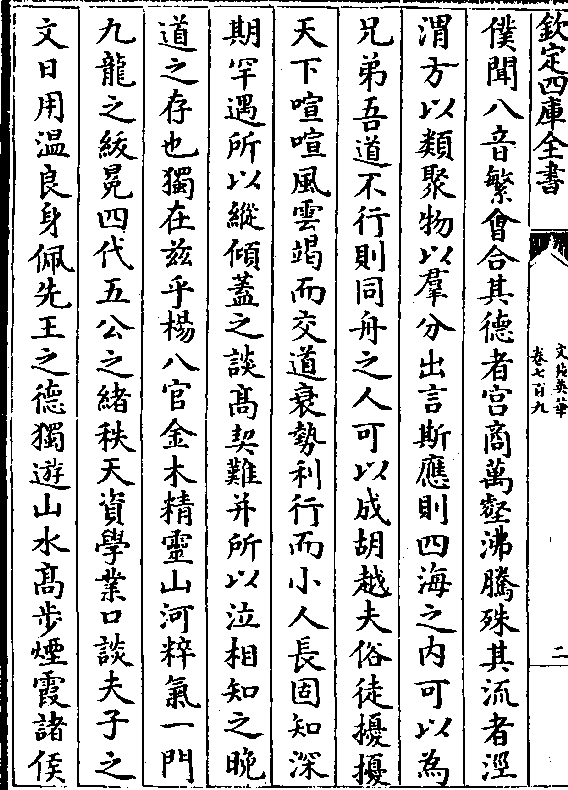 欽定四庫全書
文苑英華
卷七百九
二
僕聞八音繁會合其德者宫商萬壑沸騰殊其流者涇
渭方以類聚物以羣分出言斯應則四海之内可以為
兄弟吾道不行則同舟之人可以成胡越夫俗徒擾擾
天下喧喧風雲竭而交道衰勢利行而小人長固知深
期罕遇所以縱傾蓋之談髙契難并所以泣相知之晚
道之存也獨在兹乎楊八官金木精靈山河粹氣一門
九龍之紱冕四代五公之緒秩天資學業口談夫子之
文日用温良身佩先王之德獨遊山水髙步煙霞諸侯